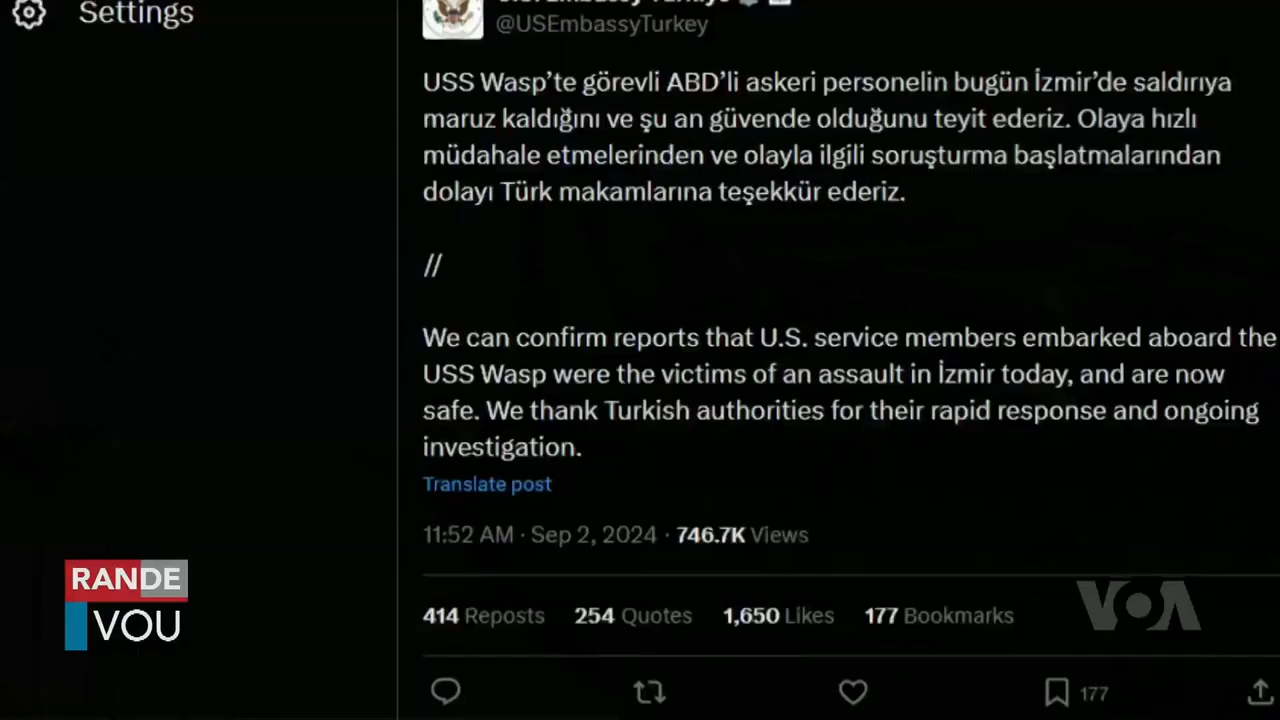 Settings
@USEmbassyTurkey
USS Wasp’te görevli ABD’li askeri personelin bugün İzmir’de saldırıya
maruz kaldığını ve şu an güvende olduğunu teyit ederiz. Olaya hızlı
müdahale etmelerinden ve olayla ilgili soruşturma başlatmalarından
dolayı Türk makamlarına teşekkür ederiz.
//
We can confirm reports that U.S. service members embarked aboard the
USS Wasp were the victims of an assault in İzmir today, and are now
safe. We thank Turkish authorities for their rapid response and ongoing
investigation.
Translate post
11:52 AM · Sep 2, 2024 · 746.7K Views
414 Reposts 254 Quotes 1,650 Likes 177 Bookmarks
177
RANDE
VOU
VOA